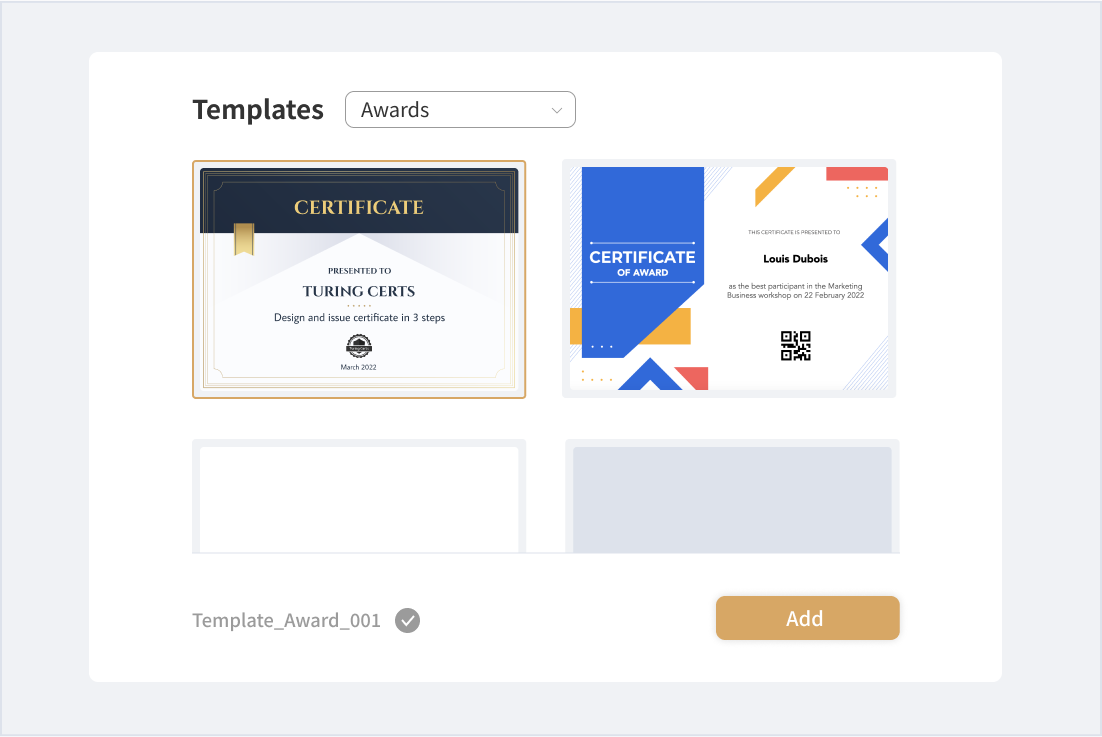 Templates
Awards
CERTIFICATE
PRESENTED TO
TURING CERTS
Design and issue certificate in 3 steps
March 2022
CERTIFICATE
OF AWARD
THIS CERTIFICATE IS PRESENTED TO
Louis Dubois
as the best participant in the Marketing
Business workshop on 22 February 2022
Template_Award_001
Add